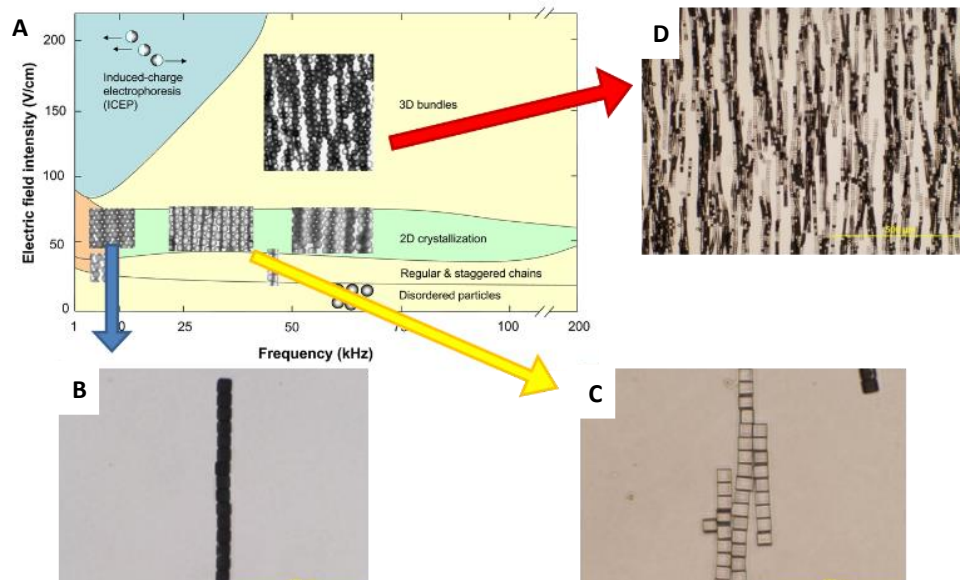 A
Electric field intensity (V/cm)
200
150
100
50
0
Induced-charge
electrophoresis
(ICEP)
3D bundles
2D crystallization
Regular & staggered chains
Disordered particles
1
25
50
100
200
Frequency (kHz)
D
B
C